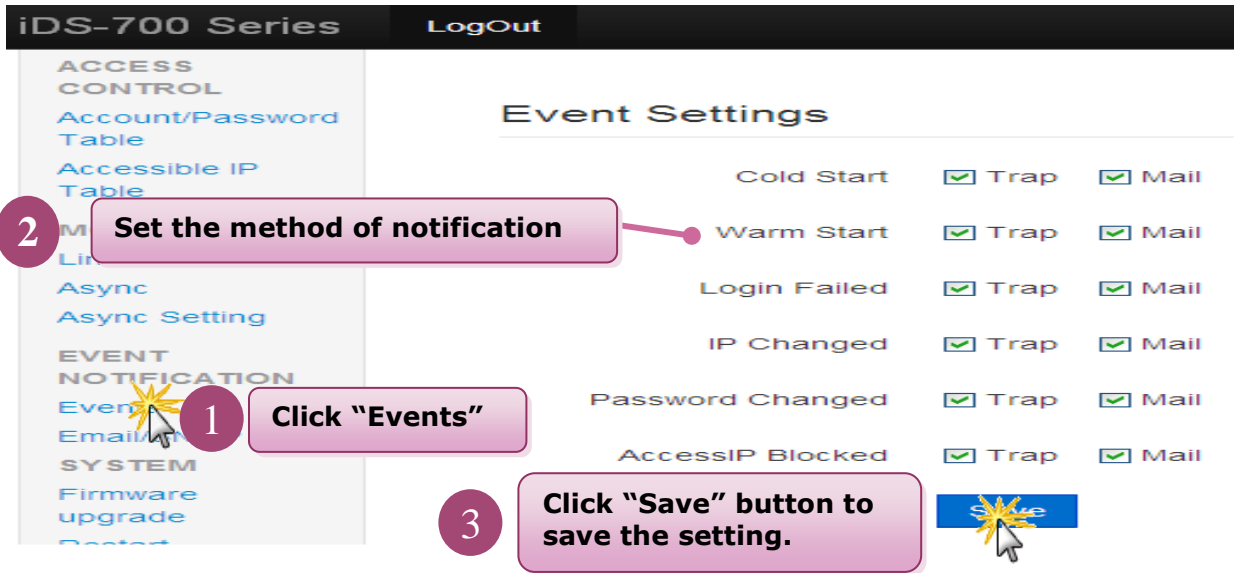 iDS-700 Series LogOut
ACCESS
CONTROL
Account/Password
Table
Accessible IP
Table
Async
Async Setting
EVENT
NOTIFICATION
SYSTEM
Firmware
upgrade
Event Settings
Cold Start Trap Mail
Warm Start Trap Mail
Login Failed Trap Mail
IP Changed Trap Mail
Password Changed Trap Mail
AccessIP Blocked Trap Mail
1 Click “Events”
2 Set the method of notification
3 Click “Save” button to
save the setting.